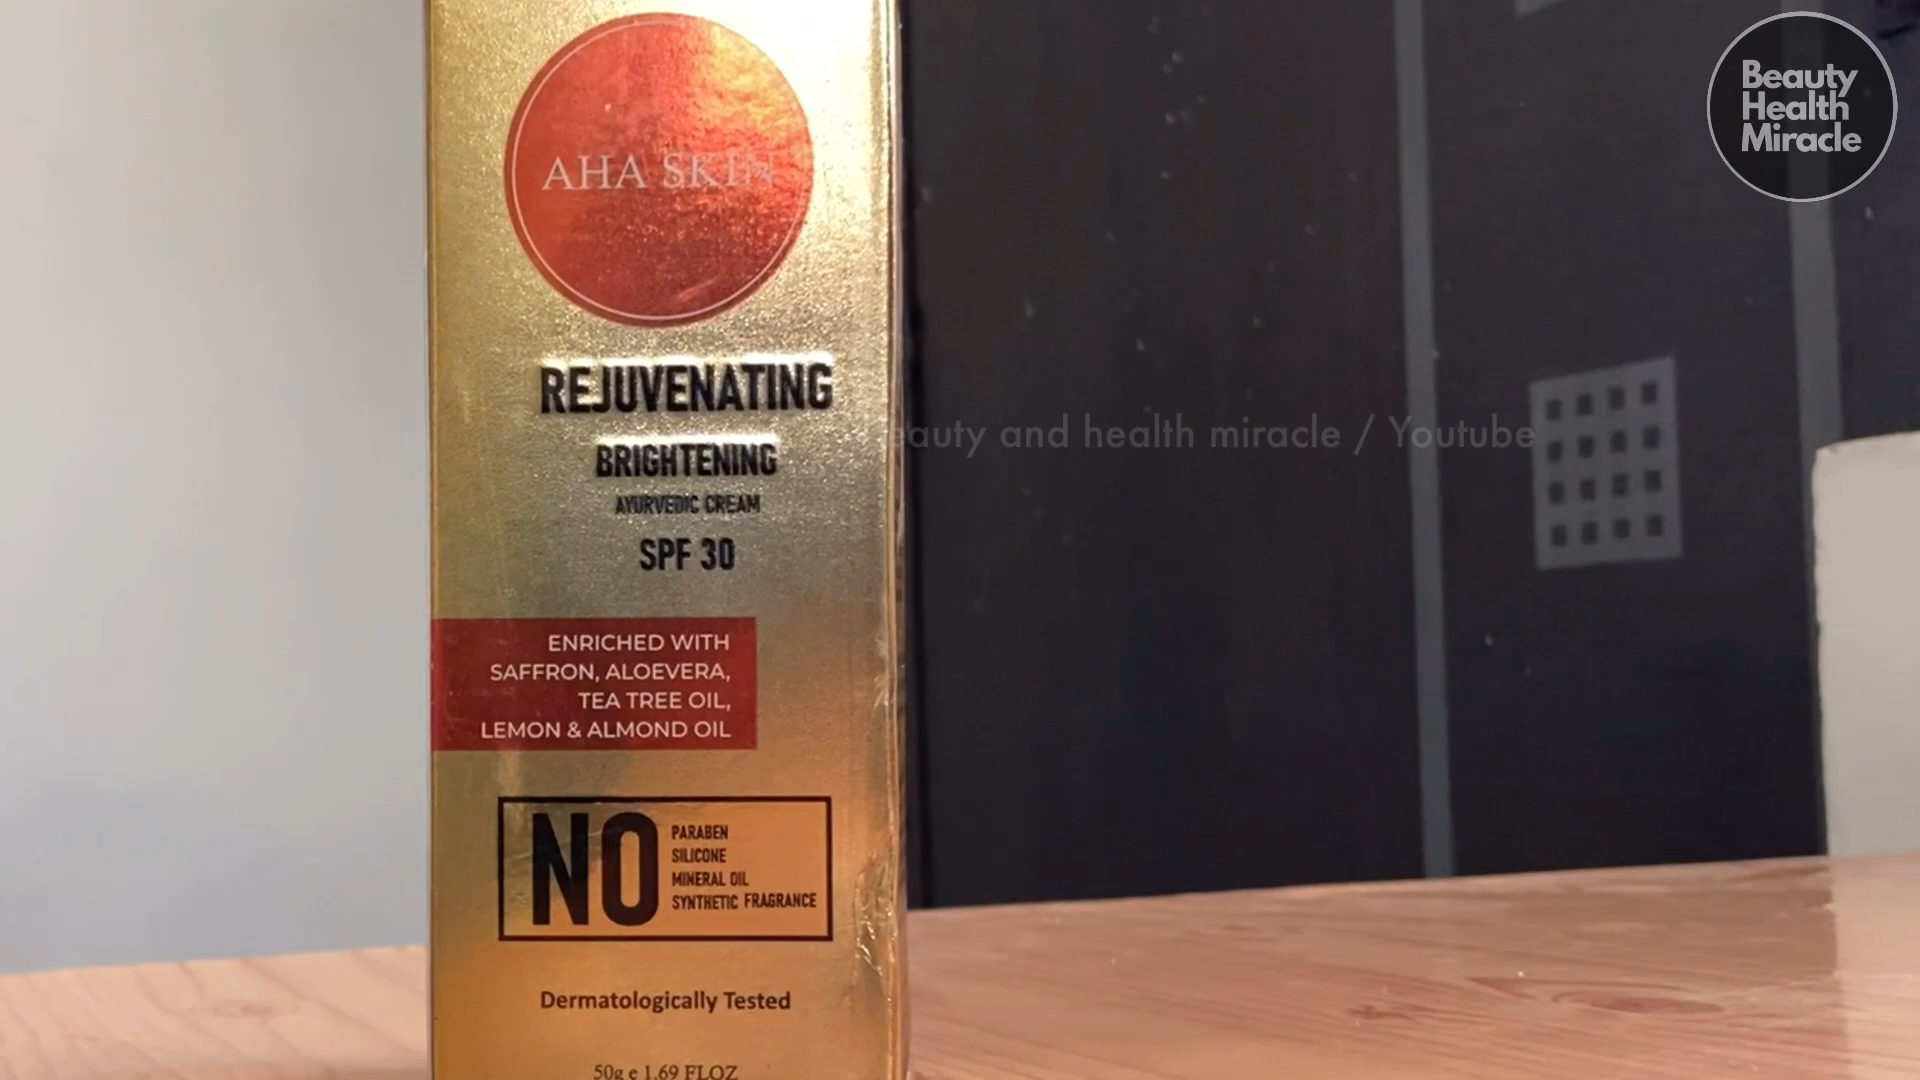 AHA SKIN
REJUVENATING
BRIGHTENING
AYURVEDIC CREAM
SPF 30
ENRICHED WITH
SAFFRON, ALOEVERA,
TEA TREE OIL,
LEMON & ALMOND OIL
NO
PARABEN
SILICONE
MINERAL OIL
SYNTHETIC FRAGRANCE
Dermatologically Tested
50g e 1.69 FLOZ
Beauty
Health
Miracle
eauty and health miracle / Youtube